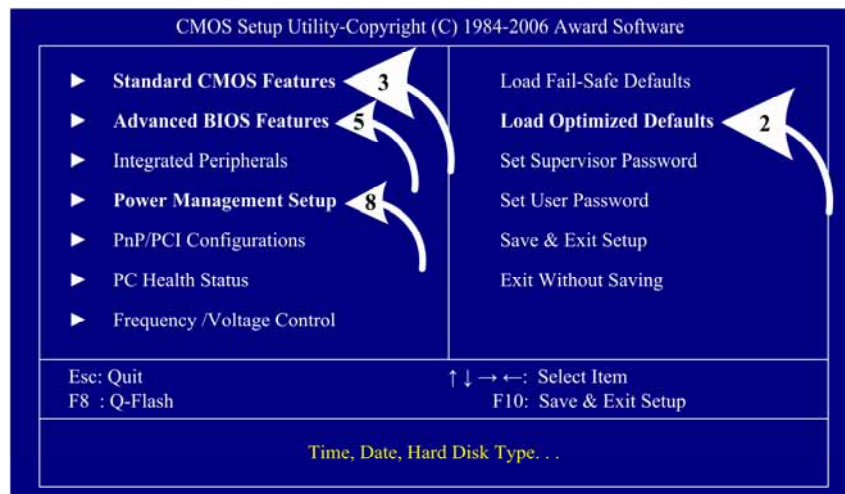 CMOS Setup Utility-Copyright (C) 1984-2006 Award Software
► Standard CMOS Features 3
► Advanced BIOS Features 5
► Integrated Peripherals
► Power Management Setup 8
► PnP/PCI Configurations
► PC Health Status
► Frequency /Voltage Control
Load Fail-Safe Defaults
Load Optimized Defaults 2
Set Supervisor Password
Set User Password
Save & Exit Setup
Exit Without Saving
Esc: Quit
F8 : Q-Flash
↑ ↓ → ←: Select Item
F10: Save & Exit Setup
Time, Date, Hard Disk Type. . .